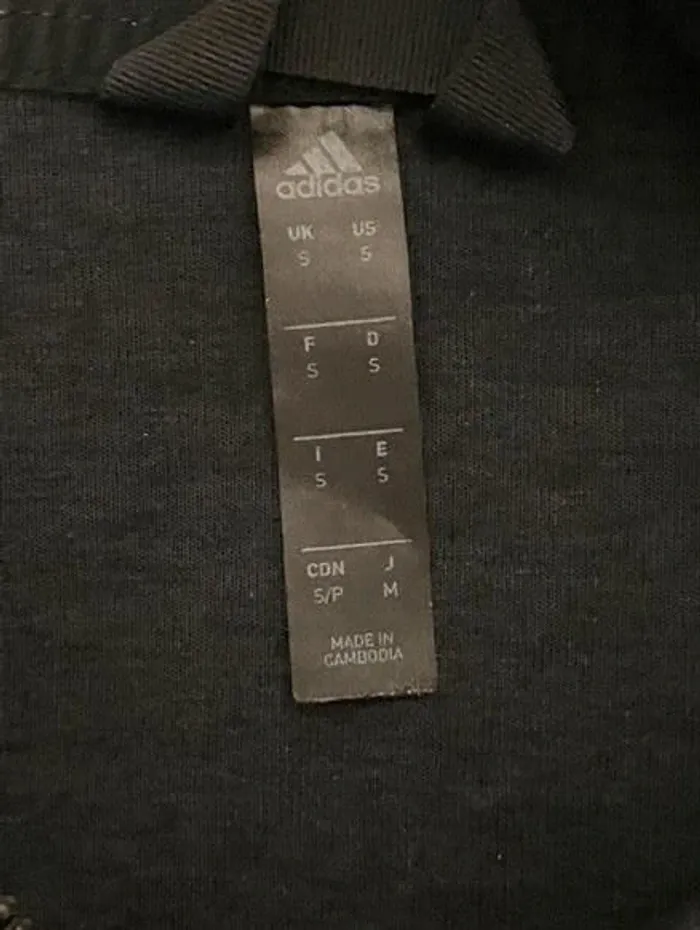 adidas
UK US
S S
F D
S S
I E
S S
CDN J
S/P M
MADE IN
CAMBODIA